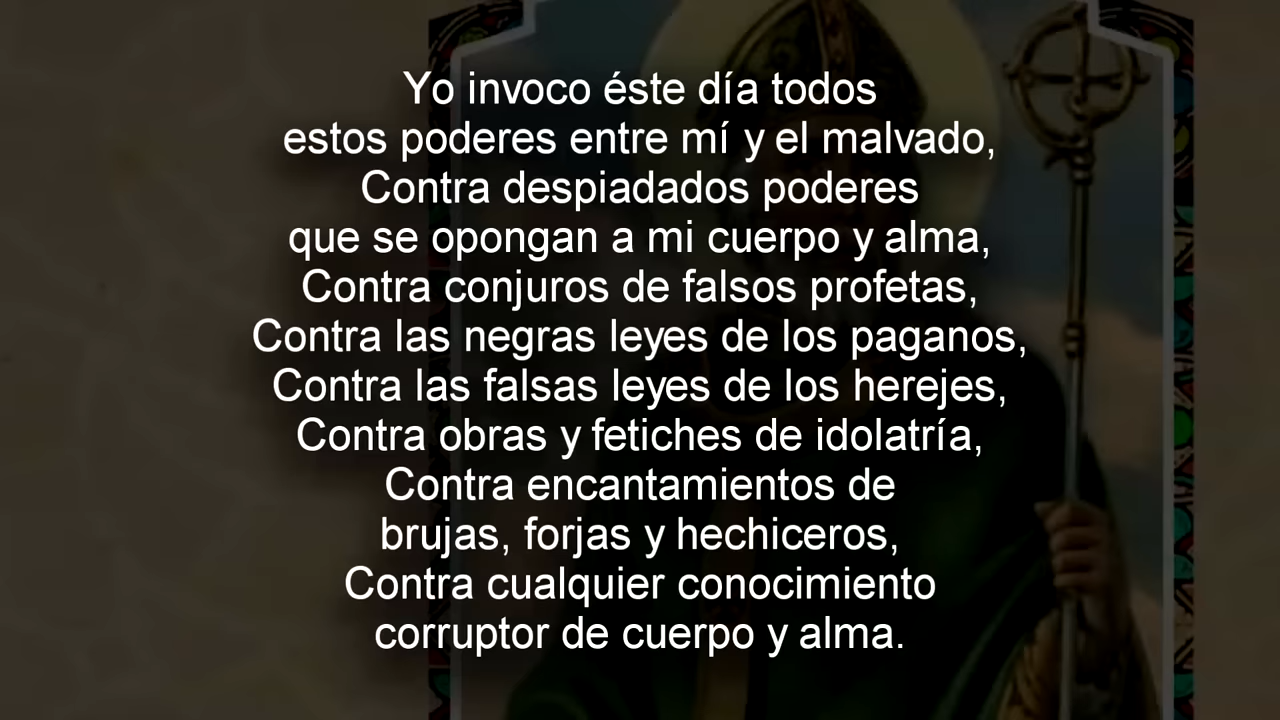 Yo invoco éste día todos
estos poderes entre mí y el malvado,
Contra despiadados poderes
que se opongan a mi cuerpo y alma,
Contra conjuros de falsos profetas,
Contra las negras leyes de los paganos,
Contra las falsas leyes de los herejes,
Contra obras y fetiches de idolatría,
Contra encantamientos de
brujas, forjas y hechiceros,
Contra cualquier conocimiento
corruptor de cuerpo y alma.